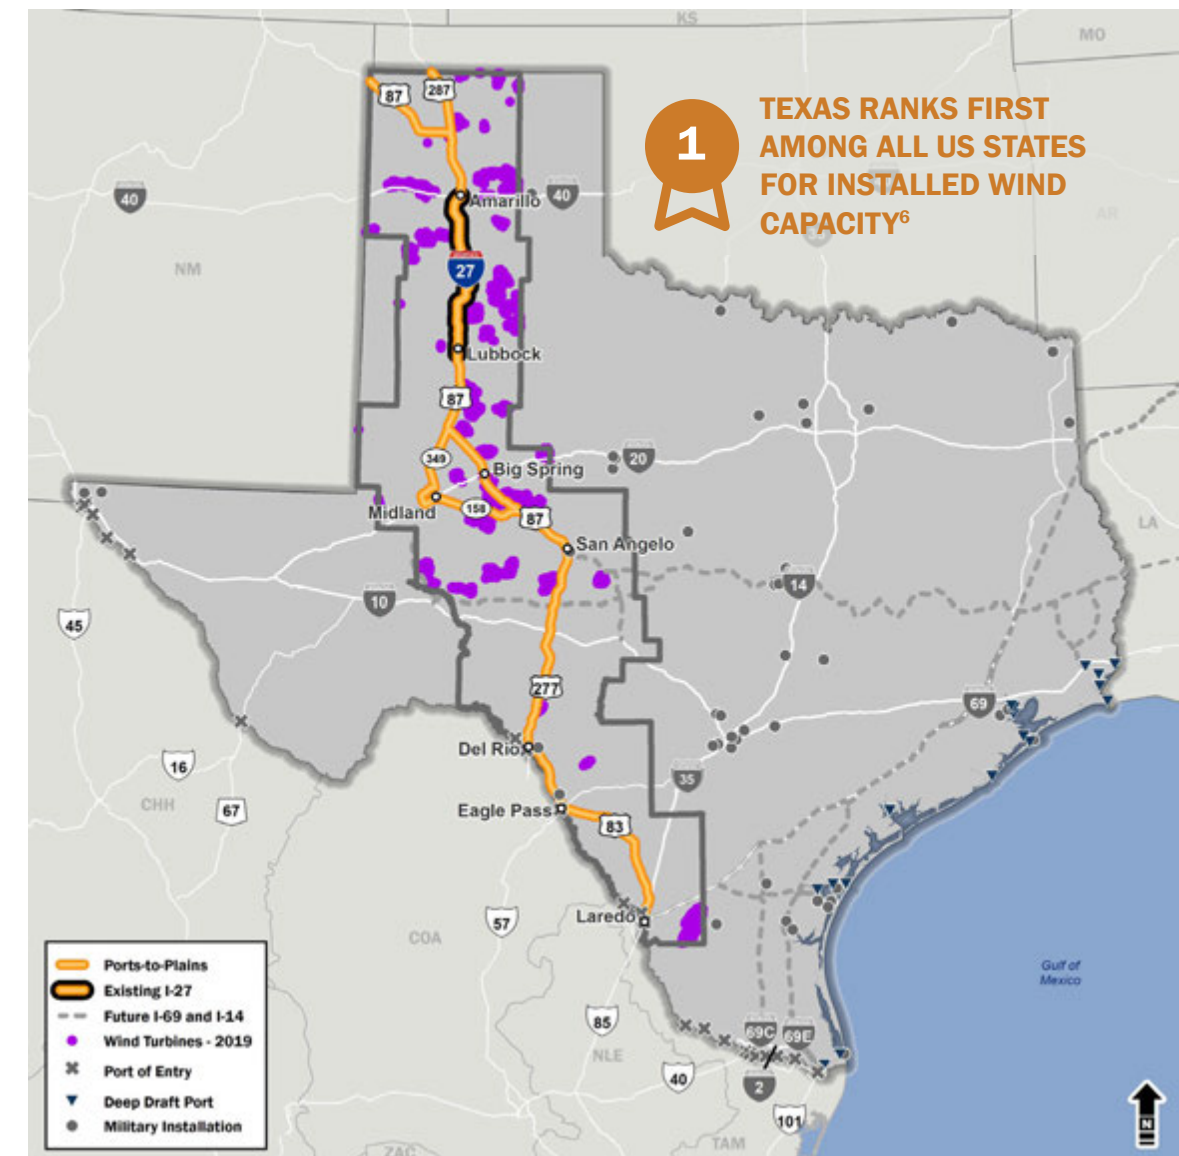 KS
MO
87
287
1
TEXAS RANKS FIRST
AMONG ALL US STATES
FOR INSTALLED WIND
CAPACITY6
40
Amarillo
40
AR
NM
27
Lubbock
87
349
Big Spring
20
Midland
158
87
LA
San Angelo
14
10
45
277
69
Del Rio
16
35
CHH
67
Eagle Pass
83
Laredo
57
COA
Gulf of
Mexico
Ports-to-Plains
Existing I-27
Future I-69 and I-14
Wind Turbines - 2019
Port of Entry
Deep Draft Port
Military Installation
85
NLE
69C
69E
40
2
101
TAM
ZAC
N